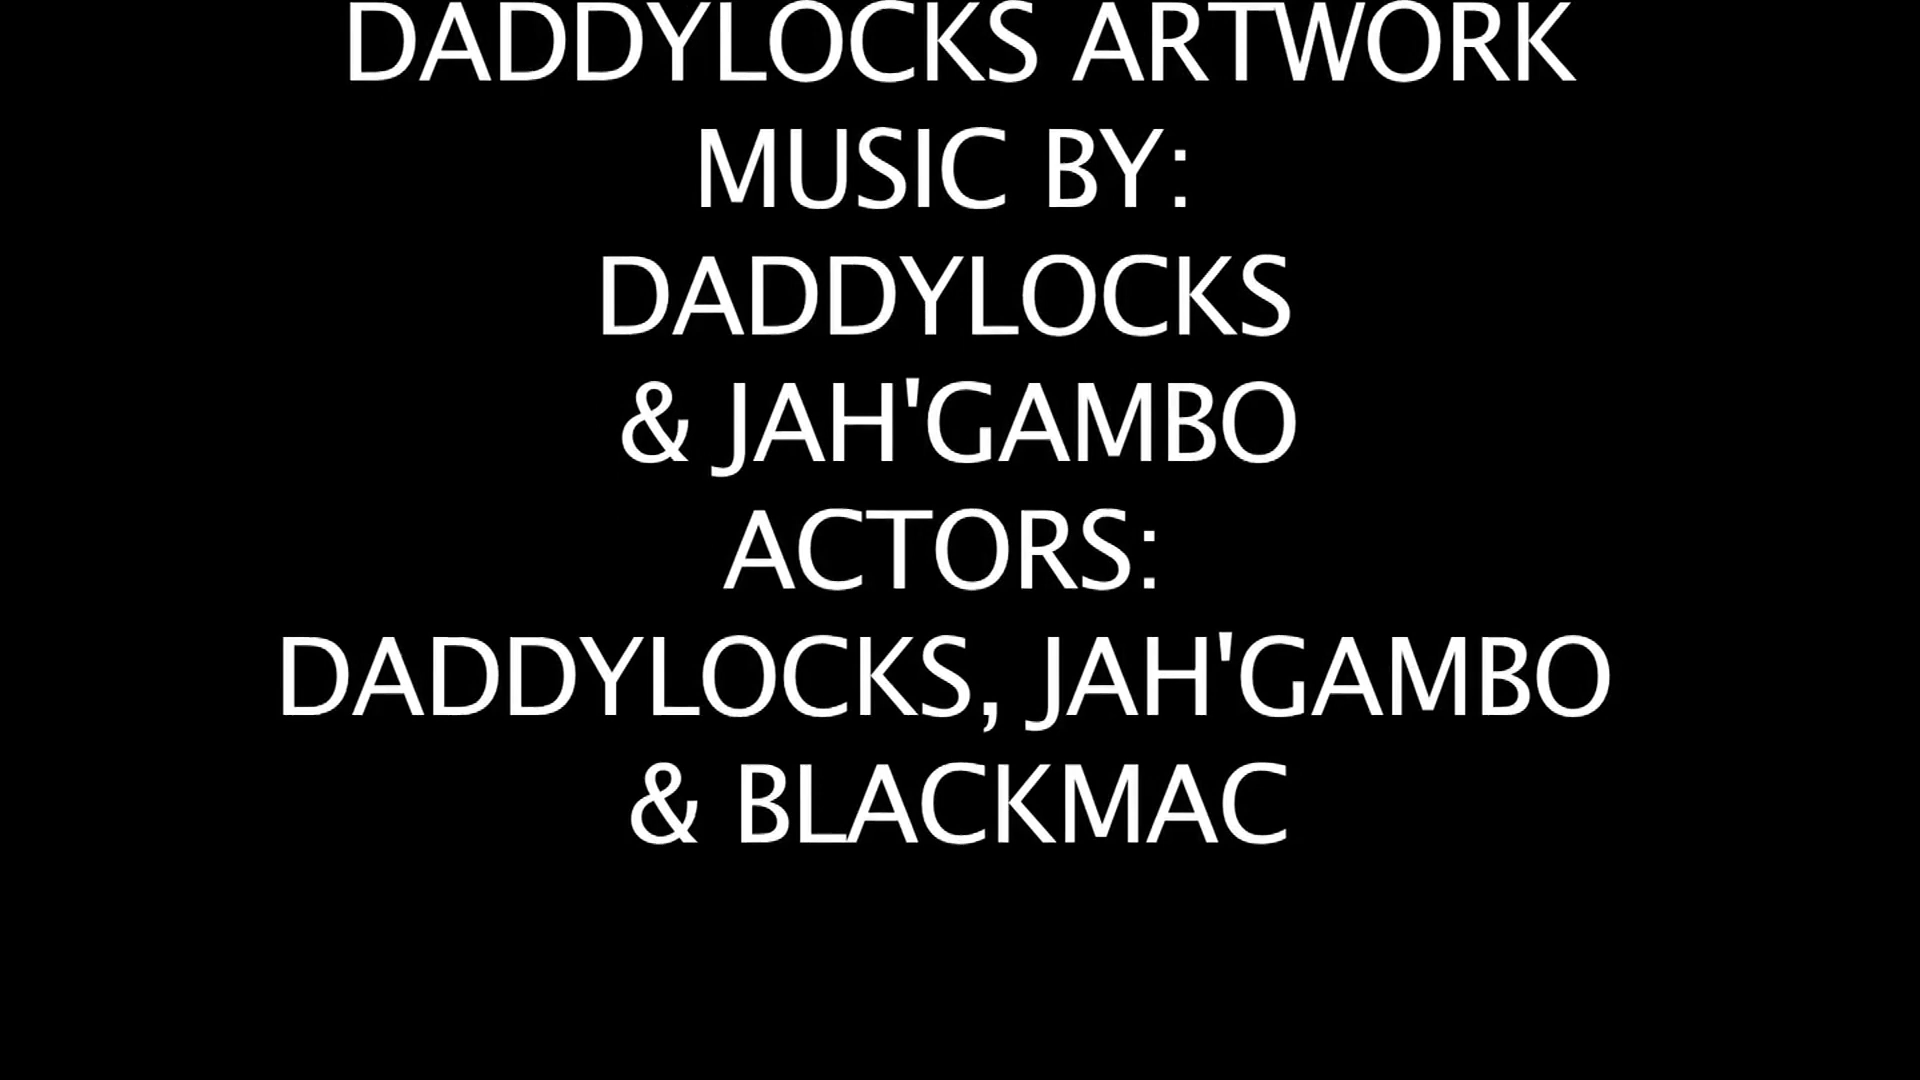 DADDYLOCKS ARTWORK
MUSIC BY:
DADDYLOCKS
& JAH'GAMBO
ACTORS:
DADDYLOCKS, JAH'GAMBO
& BLACKMAC